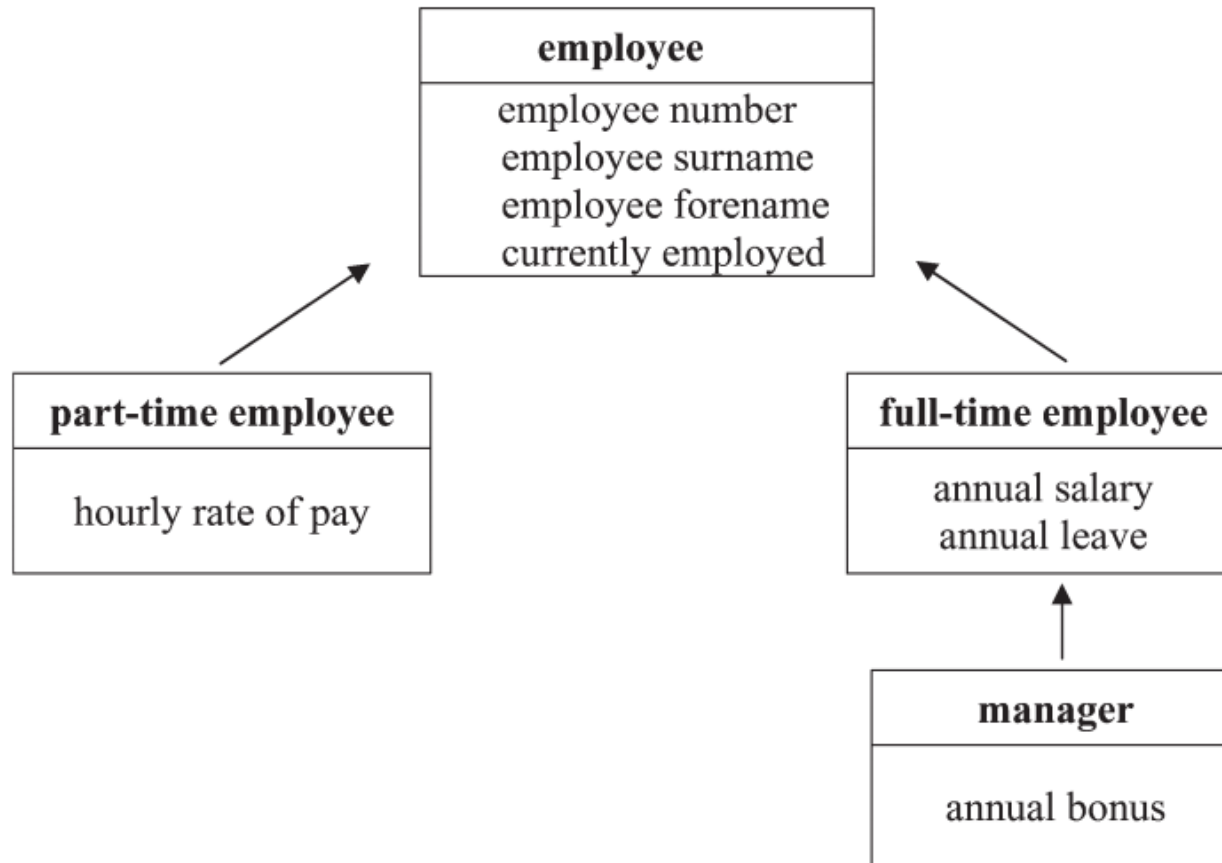 employee
employee number
employee surname
employee forename
currently employed
part-time employee
hourly rate of pay
full-time employee
annual salary
annual leave
manager
annual bonus